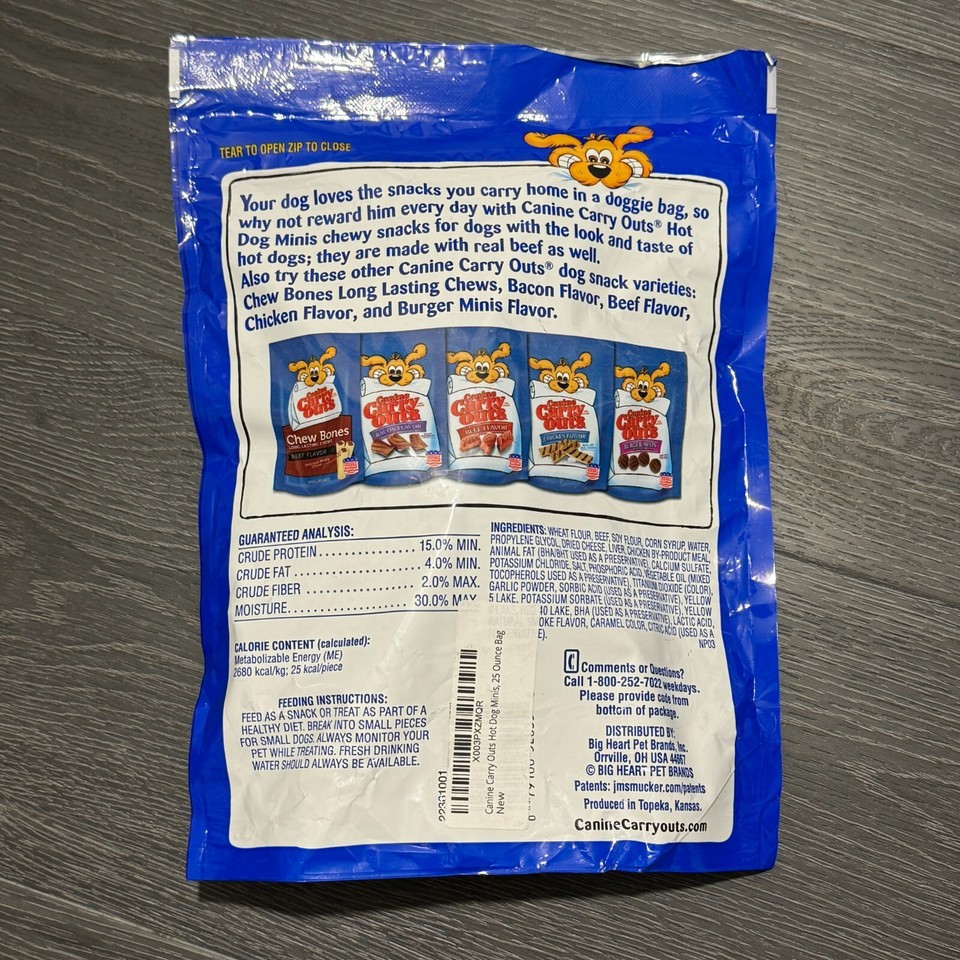 TEAR TO OPEN ZIP TO CLOSE
Your dog loves the snacks you carry home in a doggie bag, so
why not reward him every day with Canine Carry Outs® Hot
Dog Minis chewy snacks for dogs with the look and taste of
hot dogs; they are made with real beef as well.
Also try these other Canine Carry Outs® dog snack varieties:
Chew Bones Long Lasting Chews, Bacon Flavor, Beef Flavor,
Chicken Flavor, and Burger Minis Flavor.
Canine Carry Outs
Chew Bones
LONG LASTING CHEWS
BEEF FLAVOR
Canine Carry Outs
BACON FLAVOR
Canine Carry Outs
BEEF FLAVOR
Canine Carry Outs
CHICKEN FLAVOR
Canine Carry Outs
BURGER MINIS
GUARANTEED ANALYSIS:
CRUDE PROTEIN ................ 15.0% MIN.
CRUDE FAT .................... 4.0% MIN.
CRUDE FIBER .................. 2.0% MAX.
MOISTURE..................... 30.0% MAX
CALORIE CONTENT (calculated):
Metabolizable Energy (ME)
2680 kcal/kg; 25 kcal/piece
FEEDING INSTRUCTIONS:
FEED AS A SNACK OR TREAT AS PART OF A
HEALTHY DIET. BREAK INTO SMALL PIECES
FOR SMALL DOGS. ALWAYS MONITOR YOUR
PET WHILE TREATING. FRESH DRINKING
WATER SHOULD ALWAYS BE AVAILABLE.
INGREDIENTS: WHEAT FLOUR, BEEF, SOY FLOUR, CORN SYRUP, WATER,
PROPYLENE GLYCOL, DRIED CHEESE, LIVER, CHICKEN BY-PRODUCT MEAL,
ANIMAL FAT (BHA/BHT USED AS A PRESERVATIVE), CALCIUM SULFATE,
POTASSIUM CHLORIDE, SALT, PHOSPHORIC ACID, VEGETABLE OIL (MIXED
TOCOPHEROLS USED AS A PRESERVATIVE), TITANIUM DIOXIDE (COLOR),
GARLIC POWDER, SORBIC ACID (USED AS A PRESERVATIVE), YELLOW
5 LAKE, POTASSIUM SORBATE (USED AS A PRESERVATIVE), YELLOW
40 LAKE, BHA (USED AS A PRESERVATIVE), LACTIC ACID,
NATURAL SMOKE FLAVOR, CARAMEL COLOR, CITRIC ACID (USED AS A
NP03
Comments or Questions?
Call 1-800-252-7022 weekdays.
Please provide code from
bottom of package.
DISTRIBUTED BY:
Big Heart Pet Brands, Inc.
Orrville, OH USA 44667
© BIG HEART PET BRANDS
Patents: jmsmucker.com/patents
Produced in Topeka, Kansas.
CanineCarryouts.com
X003PXZMQR
Canine Carry Outs Hot Dog Minis, 25 Ounce Bag
New